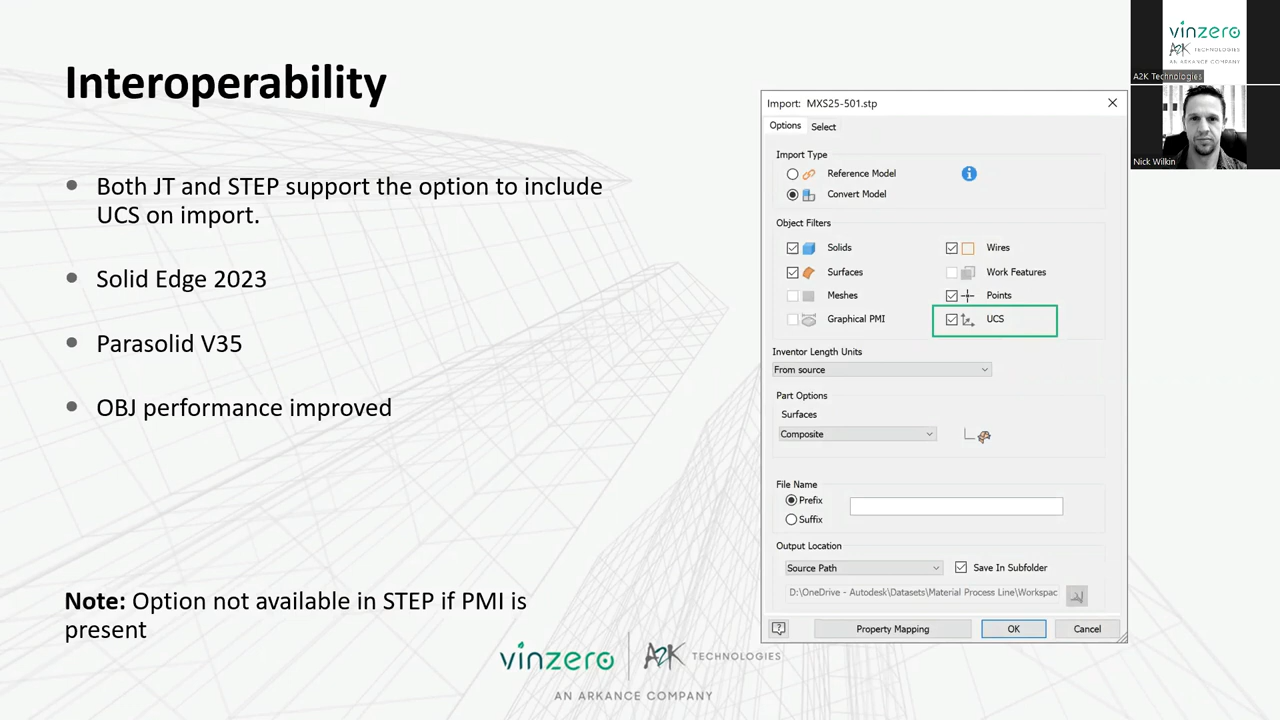 Interoperability
Both JT and STEP support the option to include
UCS on import.
Solid Edge 2023
Parasolid V35
OBJ performance improved
Note: Option not available in STEP if PMI is
present
vinzero A2K TECHNOLOGIES
AN ARKANCE COMPANY
Import: MXS25-501.stp
Options Select
Import Type
Reference Model
Convert Model
Object Filters
Solids Wires
Surfaces Work Features
Meshes Points
Graphical PMI UCS
Inventor Length Units
From source
Part Options
Surfaces
Composite
File Name
Prefix
Suffix
Output Location
Source Path Save In Subfolder
D:\OneDrive - Autodesk\Datasets\Material Process Line\Workspac
Property Mapping OK Cancel
vinzero
A2K TECHNOLOGIES
AN ARKANCE COMPANY
A2K Technologies
Nick Wilkin